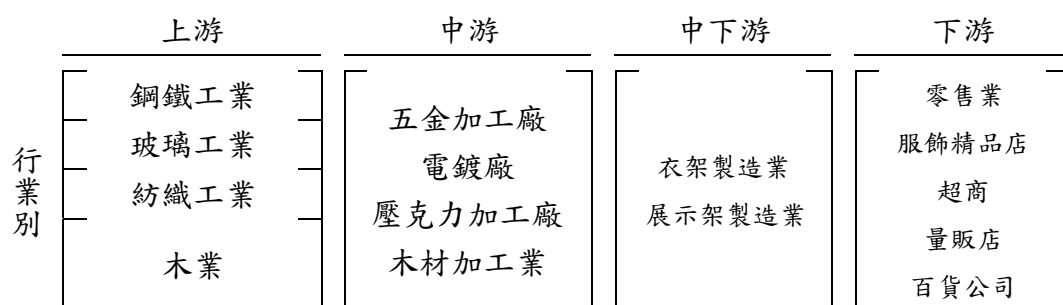 上游
中游
中下游
下游
行業別
鋼鐵工業
玻璃工業
紡織工業
木業
五金加工廠
電鍍廠
壓克力加工廠
木材加工業
衣架製造業
展示架製造業
零售業
服飾精品店
超商
量販店
百貨公司